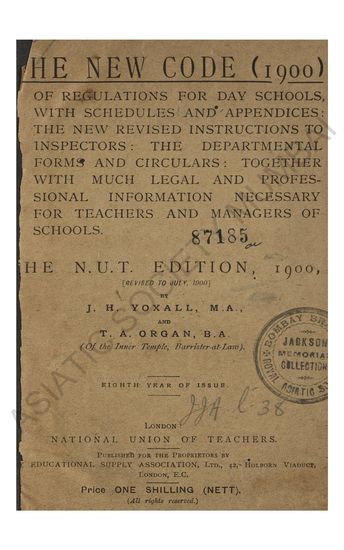 HE NEW CODE (1900)
OF REGULATIONS FOR DAY SCHOOLS,
WITH SCHEDULES AND APPENDICES:
THE NEW REVISED INSTRUCTIONS TO
INSPECTORS: THE DEPARTMENTAL
FORMS AND CIRCULARS: TOGETHER
WITH MUCH LEGAL AND PROFES-
SIONAL INFORMATION NECESSARY
FOR TEACHERS AND MANAGERS OF
SCHOOLS.
87185
HE N.U.T. EDITION, 1900,
[REVISED TO JULY, 1900]
BY
J. H. YOXALL, M.A.,
AND
T. A. ORGAN, B.A.
(Of the Inner Temple, Barrister-at-Law).
BOMBAY BR
JACKSON
MEMORIAL
COLLECTION
ROYAL ASIATIC S
EIGHTH YEAR OF ISSUE.
LONDON:
NATIONAL UNION OF TEACHERS.
PUBLISHED FOR THE PROPRIETORS BY
E EDUCATIONAL SUPPLY ASSOCIATION, LTD., 42, HOLBORN VIADUCT,
LONDON, E.C.
Price ONE SHILLING (NETT).
(All rights reserved.)